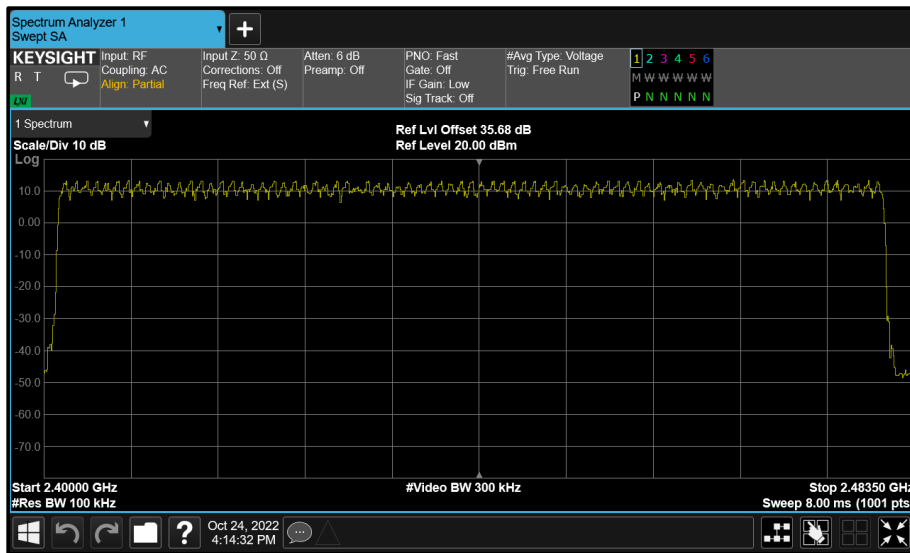 Spectrum Analyzer 1
Swept SA
KEYSIGHT
R T
LXI
Input: RF
Coupling: AC
Align: Partial
Input Z: 50 Ω
Corrections: Off
Freq Ref: Ext (S)
Atten: 6 dB
Preamp: Off
PNO: Fast
Gate: Off
IF Gain: Low
Sig Track: Off
#Avg Type: Voltage
Trig: Free Run
1 2 3 4 5 6
M W W W W W
P N N N N N
1 Spectrum
Scale/Div 10 dB
Ref Lvl Offset 35.68 dB
Ref Level 20.00 dBm
Log
10.0
0.00
-10.0
-20.0
-30.0
-40.0
-50.0
-60.0
-70.0
Start 2.40000 GHz
#Res BW 100 kHz
#Video BW 300 kHz
Stop 2.48350 GHz
Sweep 8.00 ms (1001 pts
Oct 24, 2022
4:14:32 PM